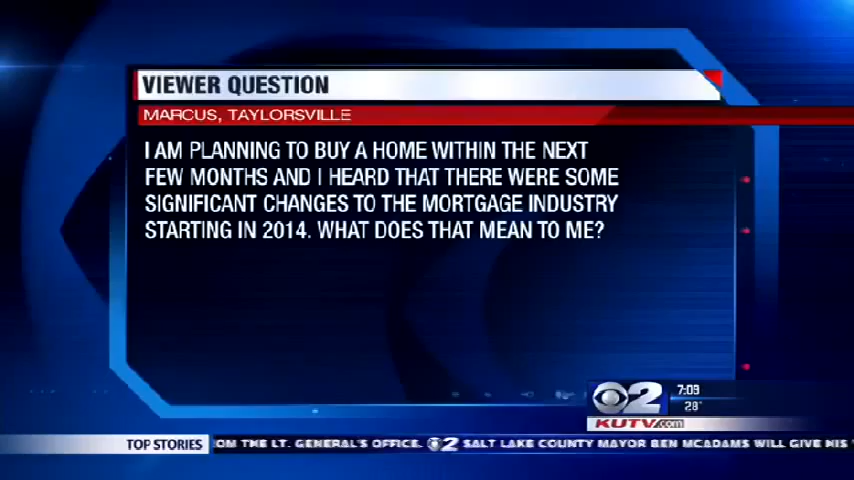 VIEWER QUESTION
MARCUS, TAYLORSVILLE
I AM PLANNING TO BUY A HOME WITHIN THE NEXT
FEW MONTHS AND I HEARD THAT THERE WERE SOME
SIGNIFICANT CHANGES TO THE MORTGAGE INDUSTRY
STARTING IN 2014. WHAT DOES THAT MEAN TO ME?
2 7:09
28°
KUTV.com
TOP STORIES OM THE LT. GENERAL'S OFFICE. 2 SALT LAKE COUNTY MAYOR BEN MCADAMS WILL GIVE HIS